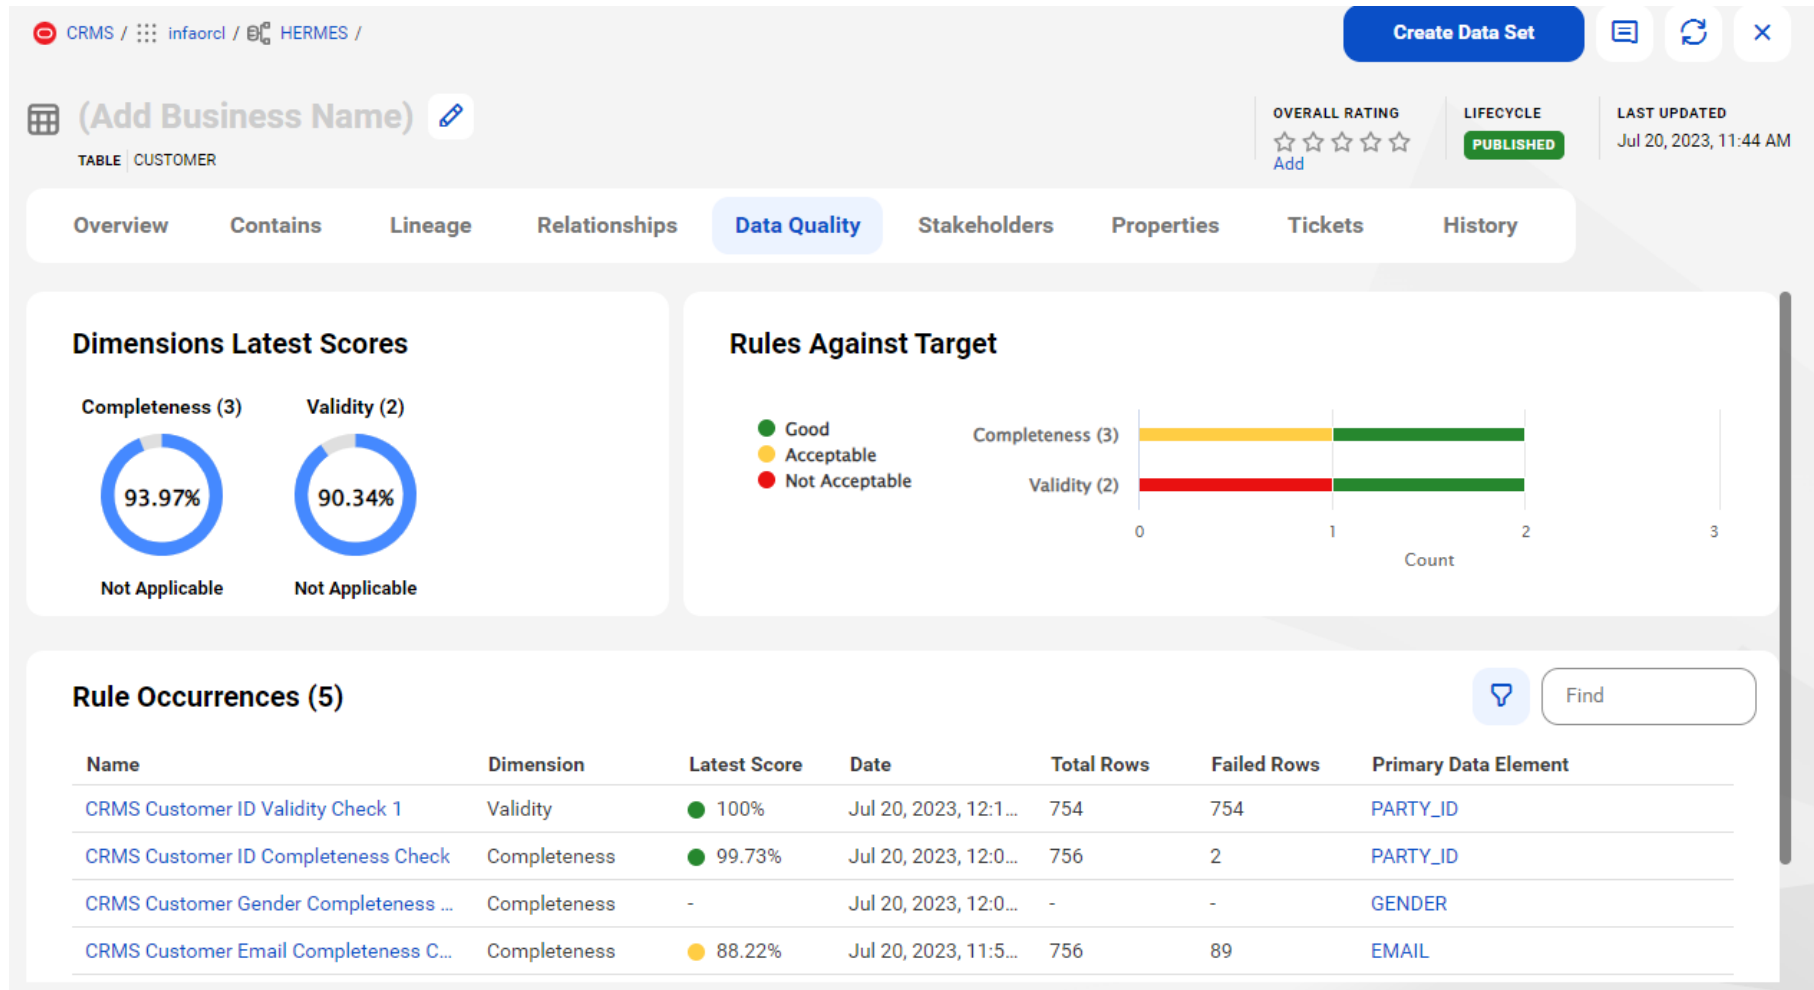 CRMS / infaorcl / HERMES /
Create Data Set
(Add Business Name)
TABLE CUSTOMER
OVERALL RATING
Add
LIFECYCLE
PUBLISHED
LAST UPDATED
Jul 20, 2023, 11:44 AM
Overview Contains Lineage Relationships Data Quality Stakeholders Properties Tickets History
Dimensions Latest Scores
Completeness (3) Validity (2)
93.97% 90.34%
Not Applicable Not Applicable
Rules Against Target
Good
Acceptable
Not Acceptable
Completeness (3)
Validity (2)
0 1 2 3
Count
Rule Occurrences (5)
Find
Name Dimension Latest Score Date Total Rows Failed Rows Primary Data Element
CRMS Customer ID Validity Check 1 Validity 100% Jul 20, 2023, 12:1... 754 754 PARTY_ID
CRMS Customer ID Completeness Check Completeness 99.73% Jul 20, 2023, 12:0... 756 2 PARTY_ID
CRMS Customer Gender Completeness ... Completeness - Jul 20, 2023, 12:0... - - GENDER
CRMS Customer Email Completeness C... Completeness 88.22% Jul 20, 2023, 11:5... 756 89 EMAIL